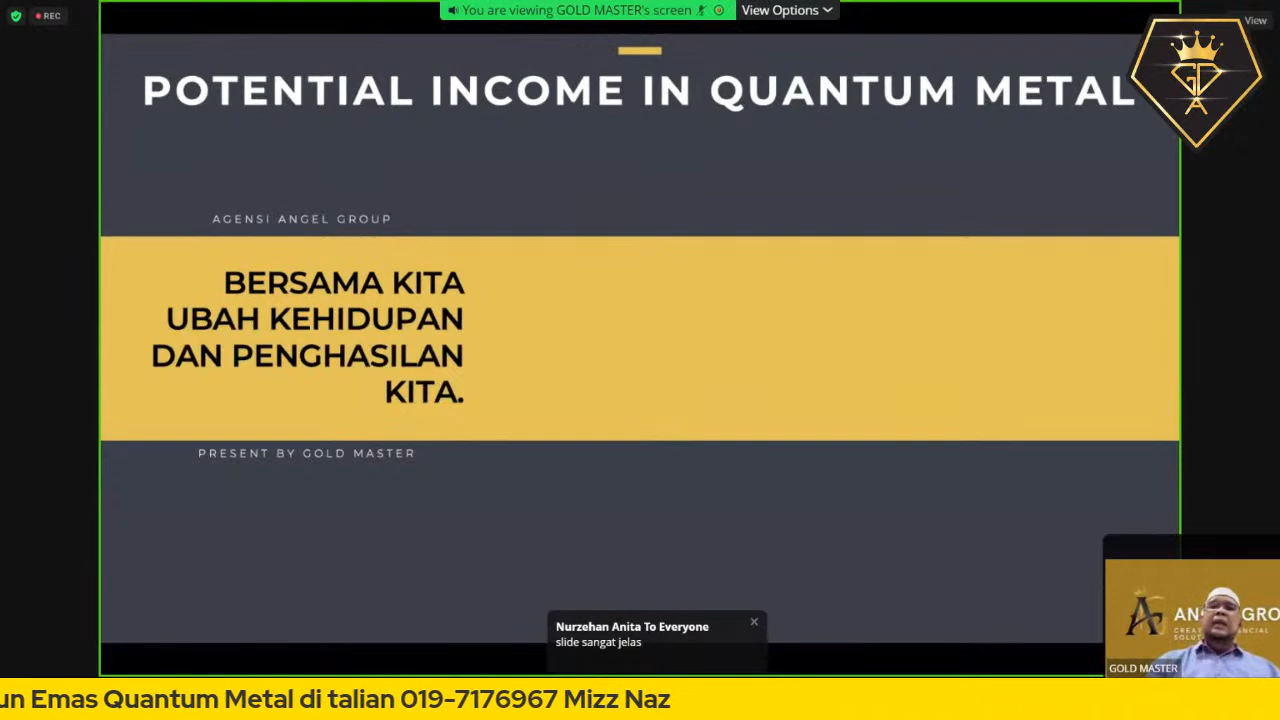 REC
You are viewing GOLD MASTER's screen
View Options
View
POTENTIAL INCOME IN QUANTUM METAL
AGENSI ANGEL GROUP
BERSAMA KITA
UBAH KEHIDUPAN
DAN PENGHASILAN
KITA.
PRESENT BY GOLD MASTER
Nurzehan Anita To Everyone
slide sangat jelas
GOLD MASTER
un Emas Quantum Metal di talian 019-7176967 Mizz Naz